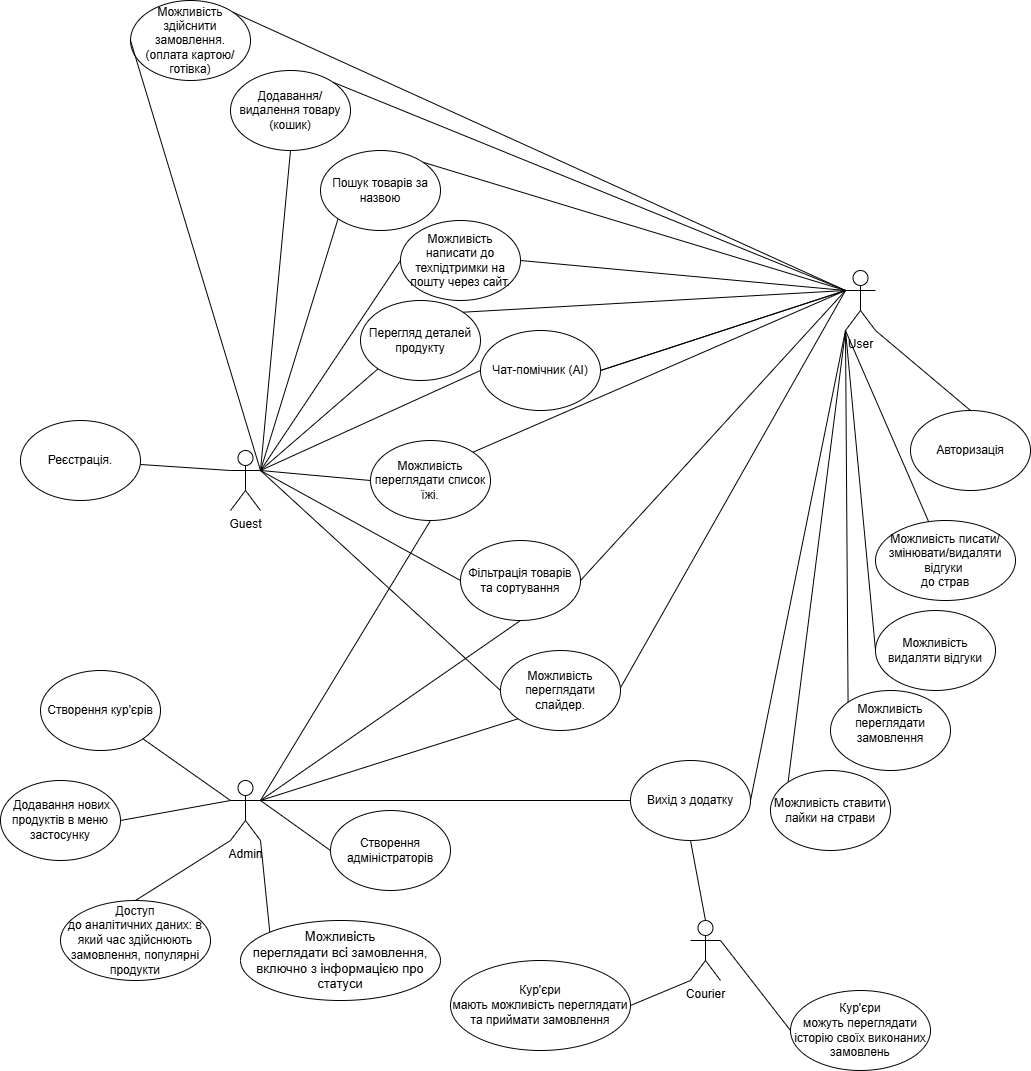 Можливість
здійснити
замовлення.
(оплата картою/
готівка)
Додавання/
видалення товару
(кошик)
Пошук товарів за
назвою
Можливість
написати до
техпідтримки на
пошту через сайт.
Перегляд деталей
продукту
Чат-помічник (AI)
User
Реєстрація.
Guest
Можливість
переглядати список
їжі.
Авторизація
Фільтрація товарів
та сортування
Можливість писати/
змінювати/видаляти
відгуки
до страв
Можливість
видаляти відгуки
Можливість
переглядати
слайдер.
Можливість
переглядати
замовлення
Створення кур'єрів
Додавання нових
продуктів в меню
застосунку
Admin
Вихід з додатку
Можливість ставити
лайки на страви
Створення
адміністраторів
Доступ
до аналітичних даних: в
який час здійснюють
замовлення, популярні
продукти
Можливість
переглядати всі замовлення,
включно з інформацією про
статуси
Courier
Кур'єри
мають можливість переглядати
та приймати замовлення
Кур'єри
можуть переглядати
історію своїх виконаних
замовлень